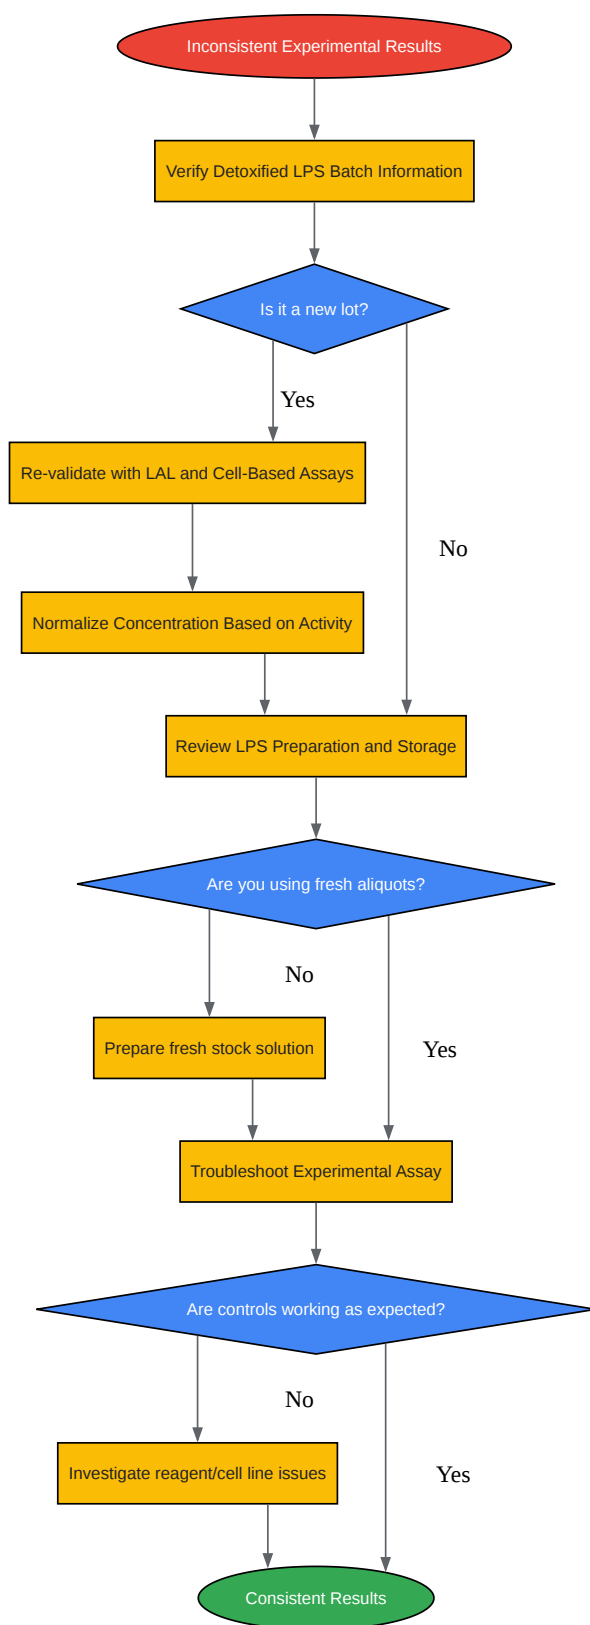 Inconsistent Experimental Results
Verify Detoxified LPS Batch Information
Is it a new lot?
Yes
Re-validate with LAL and Cell-Based Assays
No
Normalize Concentration Based on Activity
Review LPS Preparation and Storage
Are you using fresh aliquots?
No
Prepare fresh stock solution
Yes
Troubleshoot Experimental Assay
Are controls working as expected?
No
Investigate reagent/cell line issues
Yes
Consistent Results